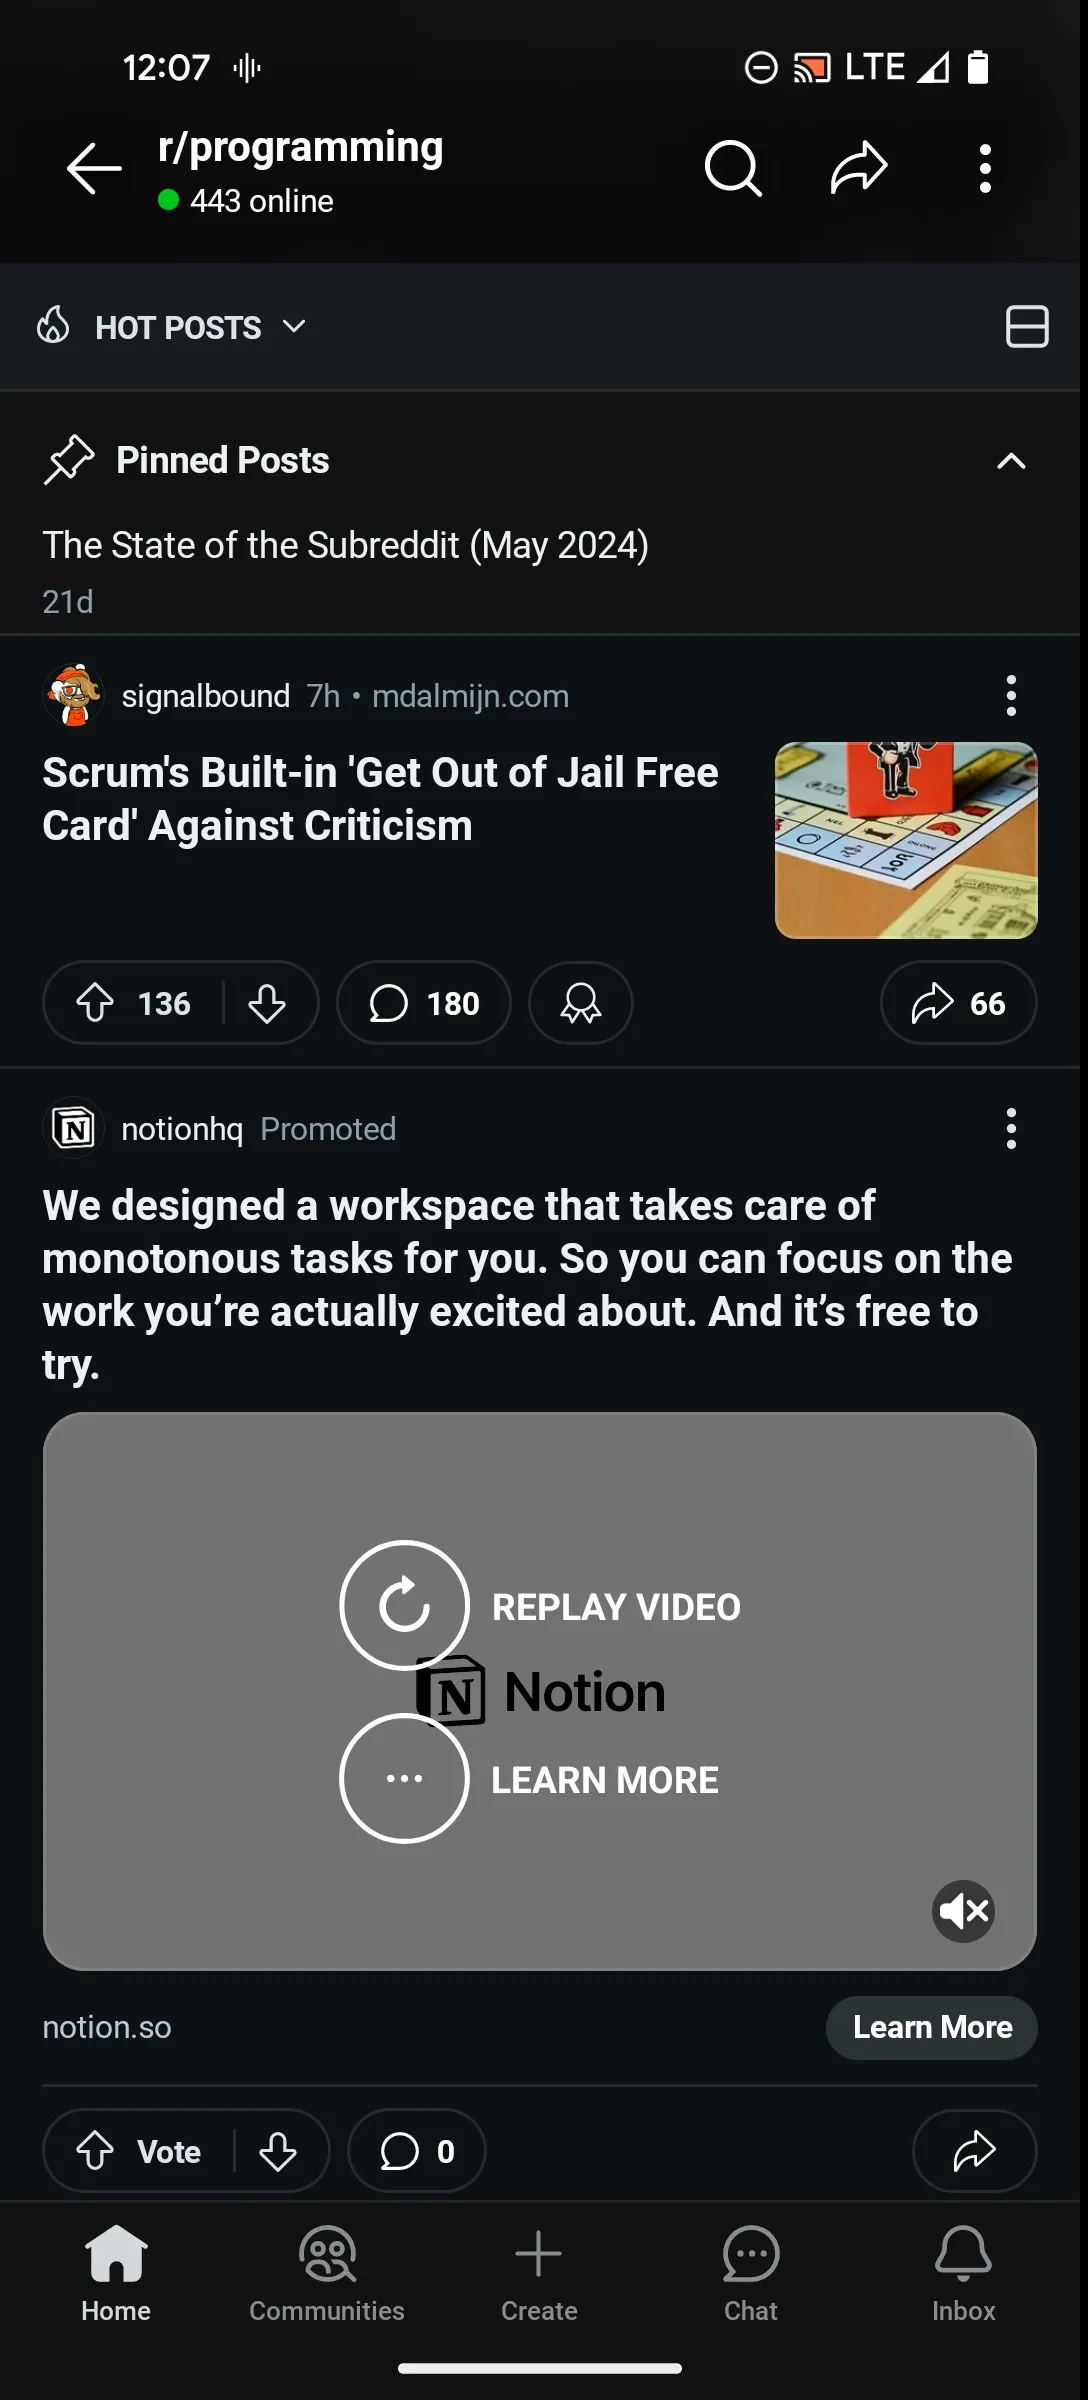 12:07
LTE
r/programming
443 online
HOT POSTS
Pinned Posts
The State of the Subreddit (May 2024)
21d
signalbound 7h • mdalmijn.com
Scrum's Built-in 'Get Out of Jail Free
Card' Against Criticism
136
180
66
notionhq Promoted
We designed a workspace that takes care of
monotonous tasks for you. So you can focus on the
work you’re actually excited about. And it’s free to
try.
REPLAY VIDEO
N Notion
LEARN MORE
notion.so
Learn More
Vote
0
Home
Communities
Create
Chat
Inbox